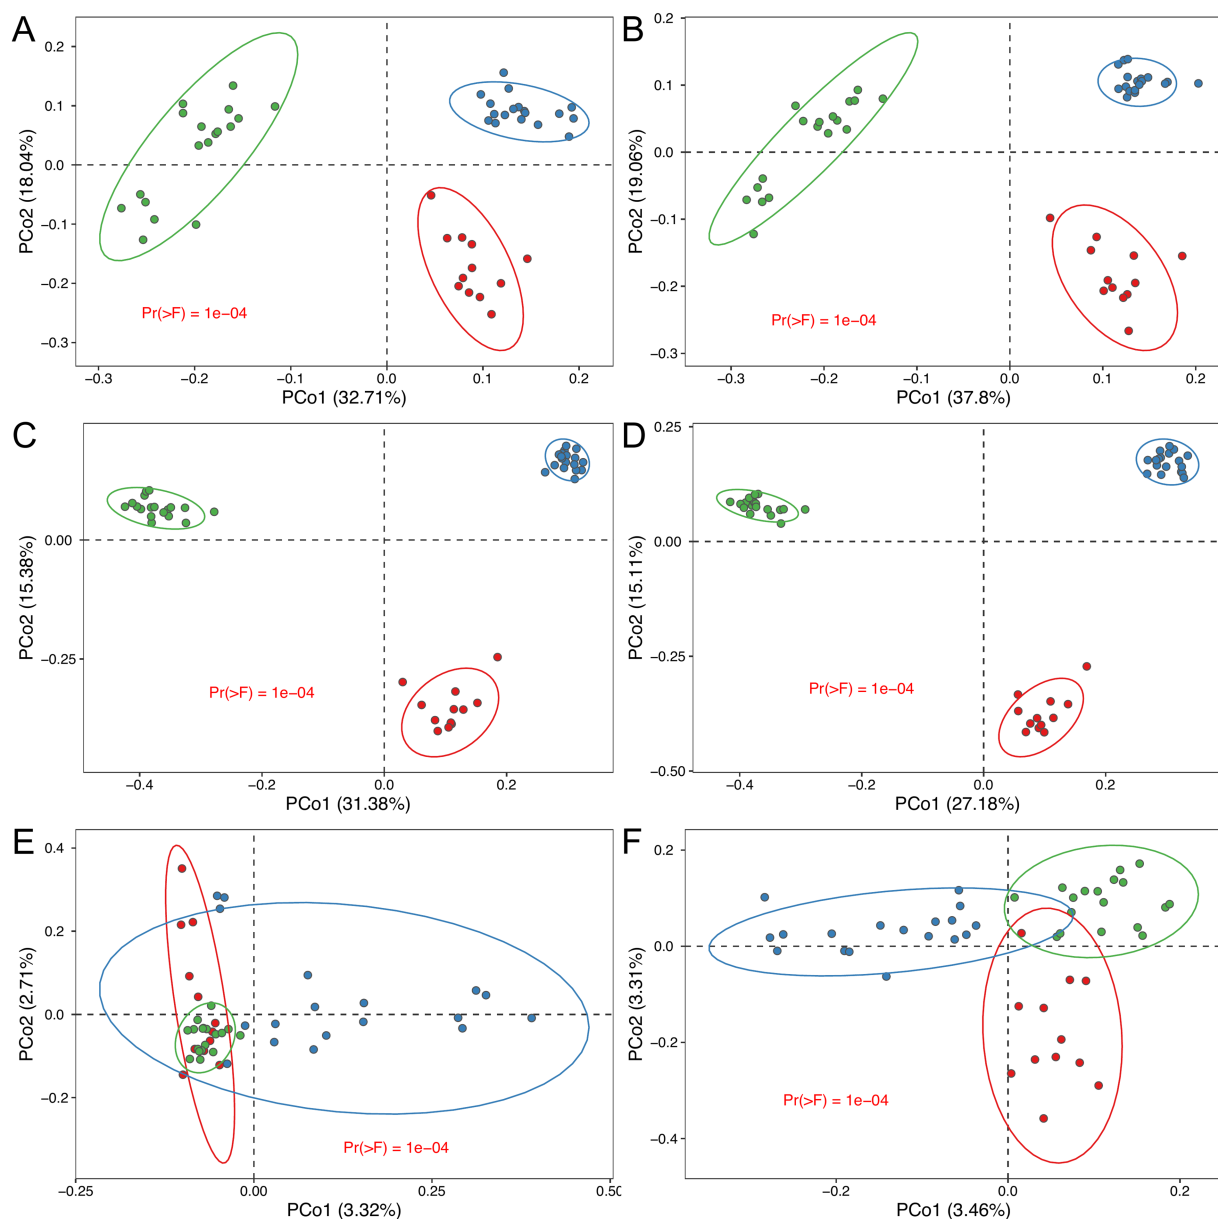 A
PCo2 (18.04%)
0.2
0.1
0.0
−0.1
−0.2
−0.3
Pr(>F) = 1e−04
−0.3 −0.2 −0.1 0.0 0.1 0.2
PCo1 (32.71%)
B
PCo2 (19.06%)
0.2
0.1
0.0
−0.1
−0.2
−0.3
Pr(>F) = 1e−04
−0.3 −0.2 −0.1 0.0 0.1 0.2
PCo1 (37.8%)
C
PCo2 (15.38%)
0.00
−0.25
Pr(>F) = 1e−04
−0.4 −0.2 0.0 0.2
PCo1 (31.38%)
D
PCo2 (15.11%)
0.25
0.00
−0.25
−0.50
Pr(>F) = 1e−04
−0.4 −0.2 0.0 0.2
PCo1 (27.18%)
E
PCo2 (2.71%)
0.4
0.2
0.0
−0.2
Pr(>F) = 1e−04
−0.25 0.00 0.25
PCo1 (3.32%)
F
PCo2 (3.31%)
0.2
0.0
−0.2
−0.4
Pr(>F) = 1e−04
−0.2 0.0 0.2
PCo1 (3.46%)